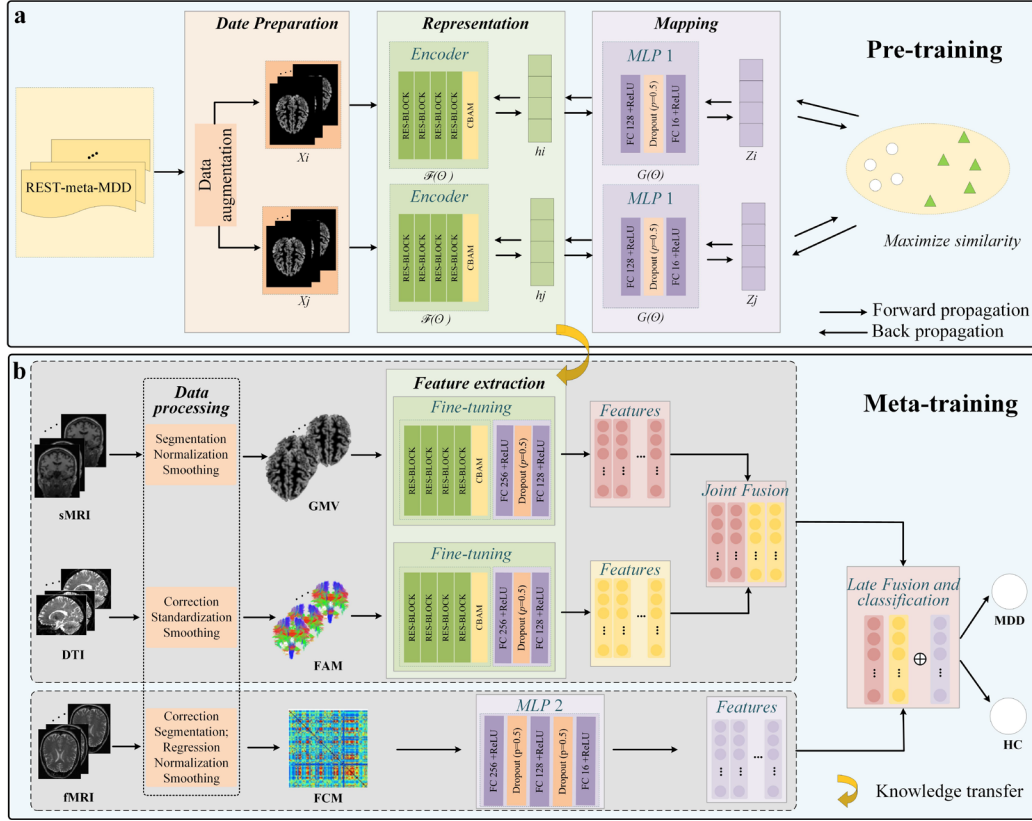 a
Date Preparation
Representation
Mapping
Pre-training
REST-meta-MDD
Data
augmentation
Xi
Xj
Encoder
RES-BLOCK
RES-BLOCK
RES-BLOCK
RES-BLOCK
CBAM
ℱ(O)
hi
MLP 1
FC 128 +ReLU
Dropout (p=0.5)
FC 16 +ReLU
G(O)
Zi
Encoder
RES-BLOCK
RES-BLOCK
RES-BLOCK
RES-BLOCK
CBAM
ℱ(O)
hj
MLP 1
FC 128 +ReLU
Dropout (p=0.5)
FC 16 +ReLU
G(O)
Zj
Maximize similarity
Forward propagation
Back propagation
b
Data
processing
Feature extraction
Meta-training
sMRI
Segmentation
Normalization
Smoothing
GMV
Fine-tuning
RES-BLOCK
RES-BLOCK
RES-BLOCK
RES-BLOCK
CBAM
FC 256 +ReLU
Dropout (p=0.5)
FC 128 +ReLU
Features
Joint Fusion
DTI
Correction
Standardization
Smoothing
FAM
Fine-tuning
RES-BLOCK
RES-BLOCK
RES-BLOCK
RES-BLOCK
CBAM
FC 256 +ReLU
Dropout (p=0.5)
FC 128 +ReLU
Features
Late Fusion and
classification
MDD
HC
fMRI
Correction
Segmentation;
Regression
Normalization
Smoothing
FCM
MLP 2
FC 256 +ReLU
Dropout (p=0.5)
FC 128 +ReLU
Dropout (p=0.5)
FC 16 +ReLU
Features
Knowledge transfer